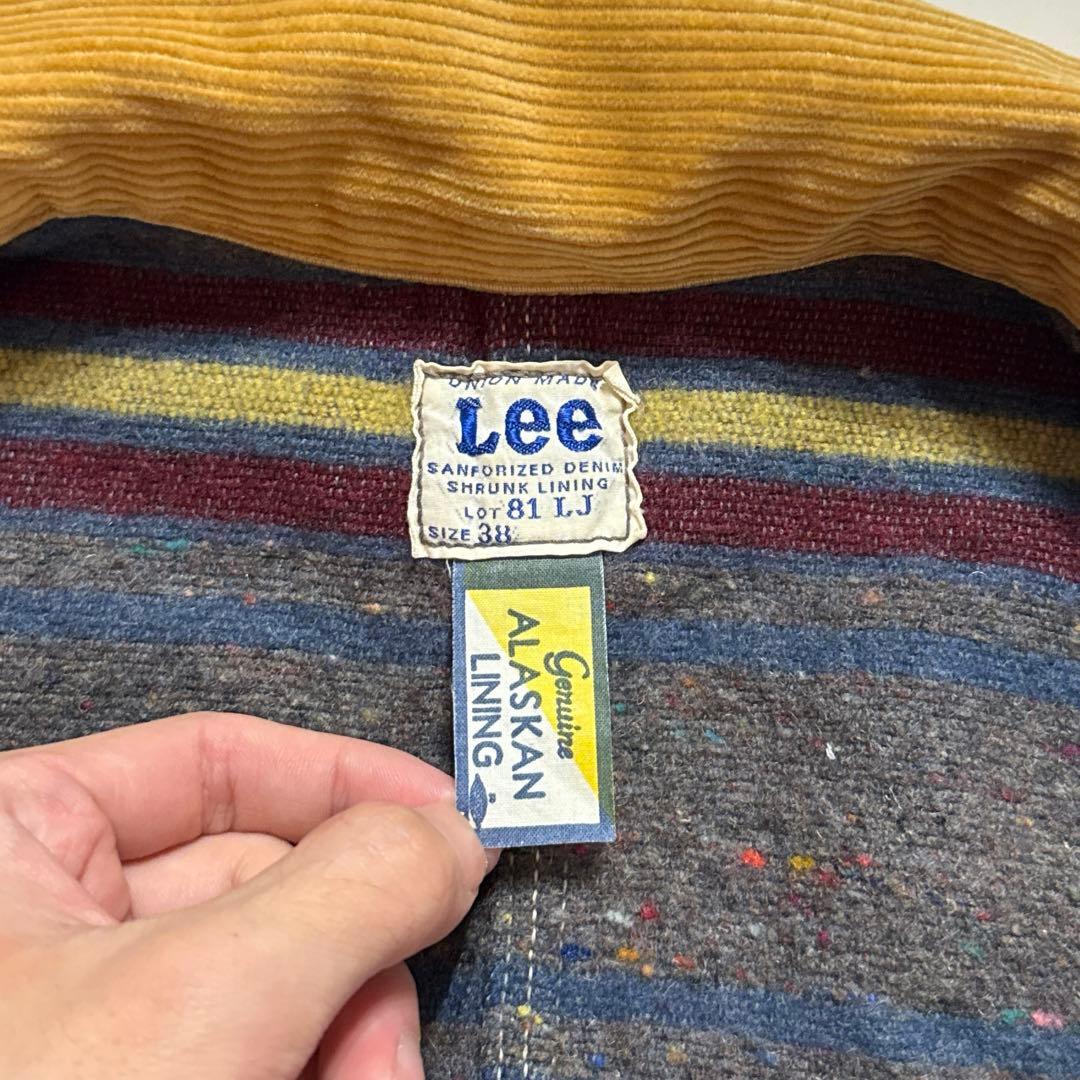 UNION MADE
Lee
SANFORIZED DENIM
SHRUNK LINING
LOT 81 LJ
SIZE 38
Genuine
ALASKAN
LINING